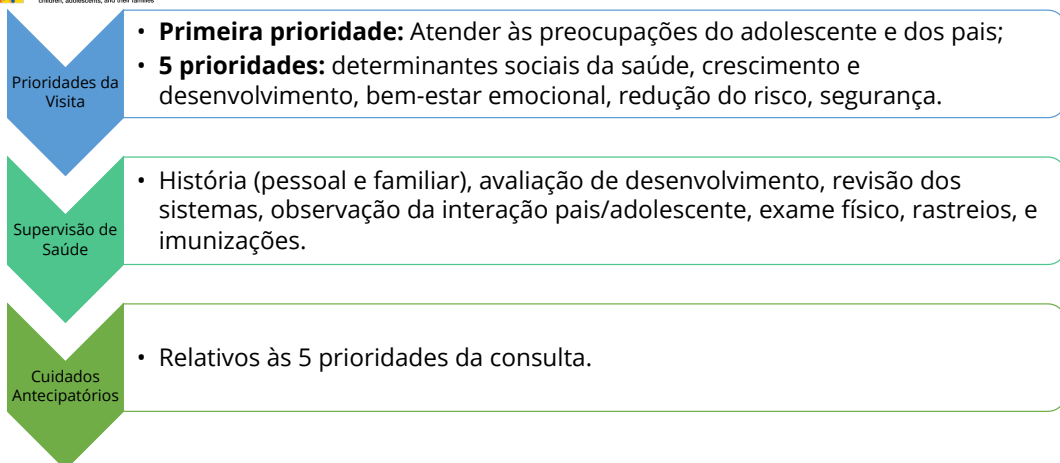 children, adolescents, and their families
Prioridades da
Visita
• Primeira prioridade: Atender às preocupações do adolescente e dos pais;
• 5 prioridades: determinantes sociais da saúde, crescimento e
desenvolvimento, bem-estar emocional, redução do risco, segurança.
Supervisão de
Saúde
• História (pessoal e familiar), avaliação de desenvolvimento, revisão dos
sistemas, observação da interação pais/adolescente, exame físico, rastreios, e
imunizações.
Cuidados
Antecipatórios
• Relativos às 5 prioridades da consulta.